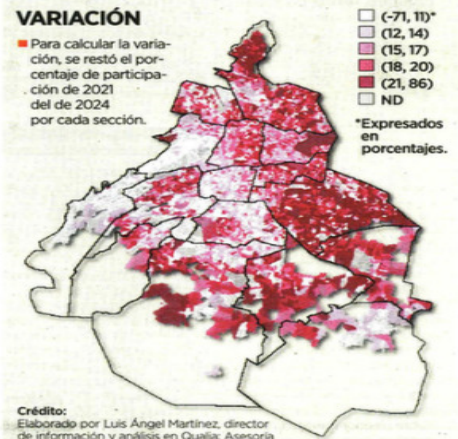 VARIACIÓN
Para calcular la varia-
ción, se restó el por-
centaje de participa-
ción de 2021
del de 2024
por cada sección.
(-71, 11)*
(12, 14)
(15, 17)
(18, 20)
(21, 86)
ND
*Expresados
en
porcentajes.
Crédito:
Elaborado por Luis Ángel Martínez, director
de información y análisis en Qualia: Asesoría